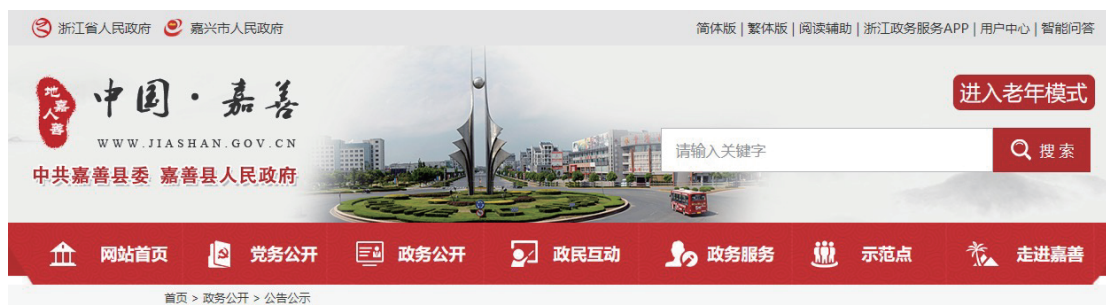 浙江省人民政府 嘉兴市人民政府 简体版 | 繁体版 | 阅读辅助 | 浙江政务服务APP | 用户中心 | 智能问答
地嘉人善
中国·嘉善
WWW.JIASHAN.GOV.CN
中共嘉善县委 嘉善县人民政府
进入老年模式
请输入关键字 搜索
网站首页 党务公开 政务公开 政民互动 政务服务 示范点 走进嘉善
首页 > 政务公开 > 公告公示